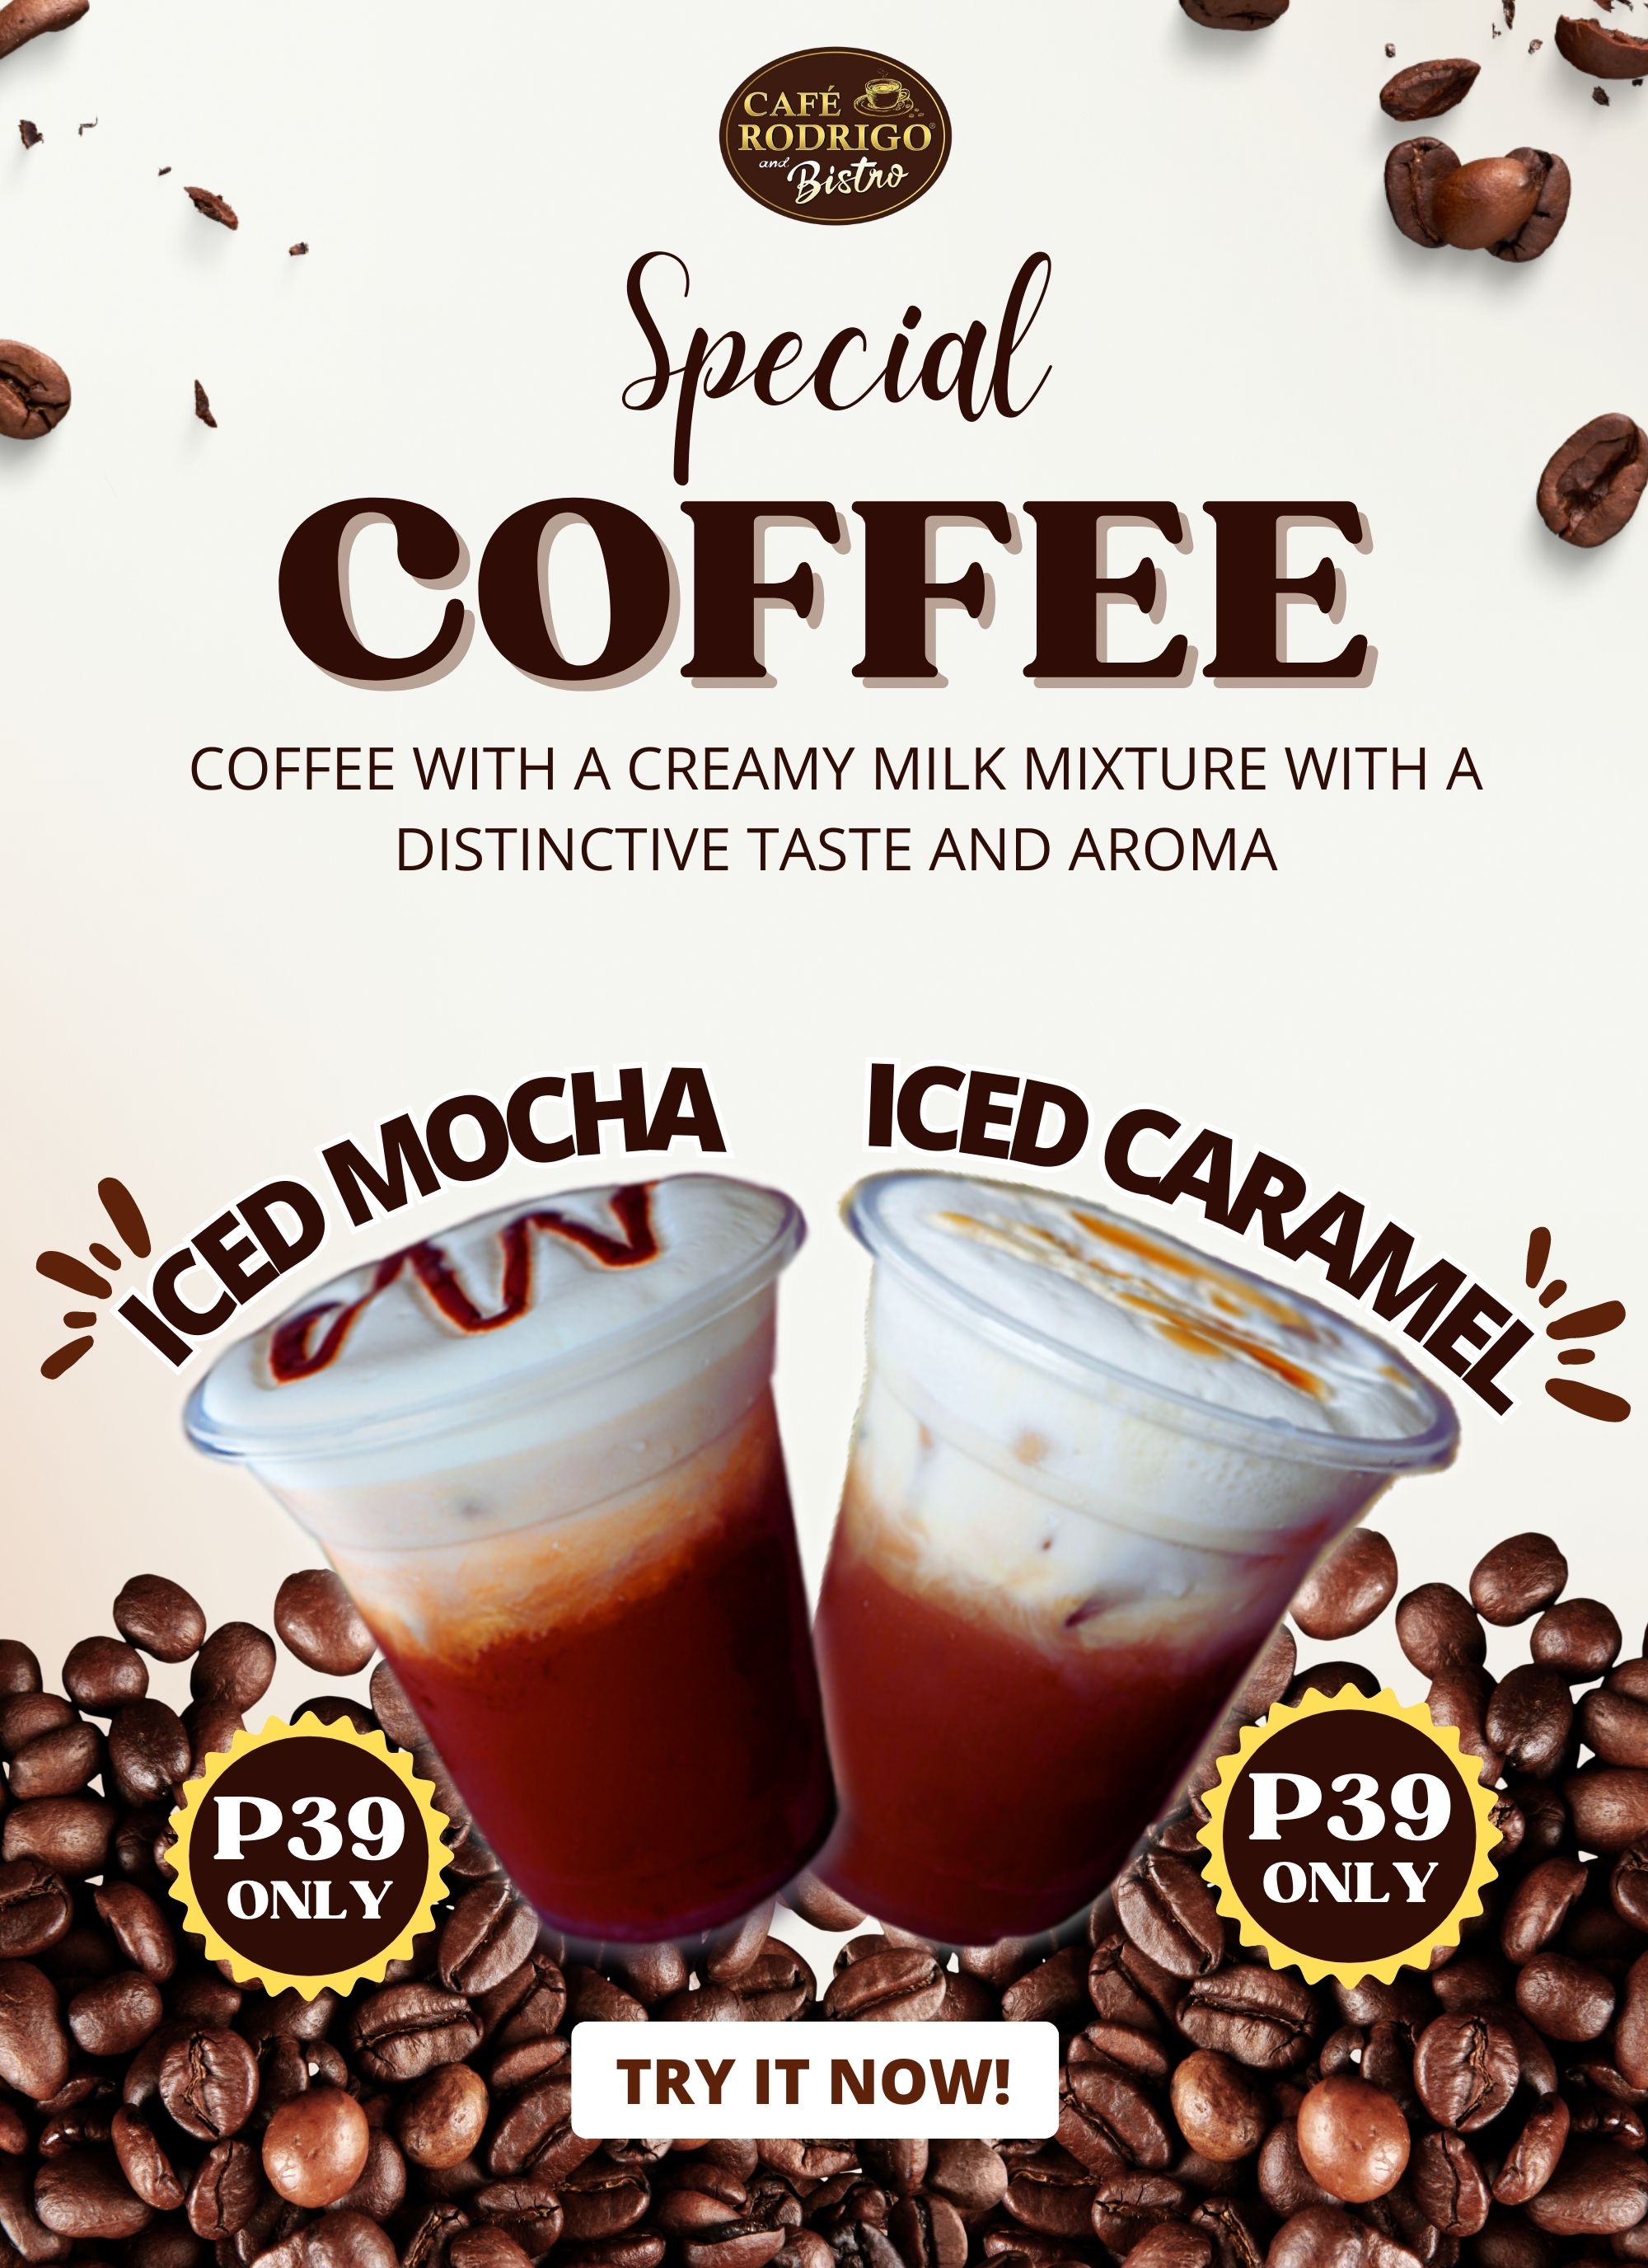 CAFÉ
RODRIGO®
and Bistro
Special
COFFEE
COFFEE WITH A CREAMY MILK MIXTURE WITH A
DISTINCTIVE TASTE AND AROMA
ICED MOCHA
ICED CARAMEL
P39
ONLY
P39
ONLY
TRY IT NOW!